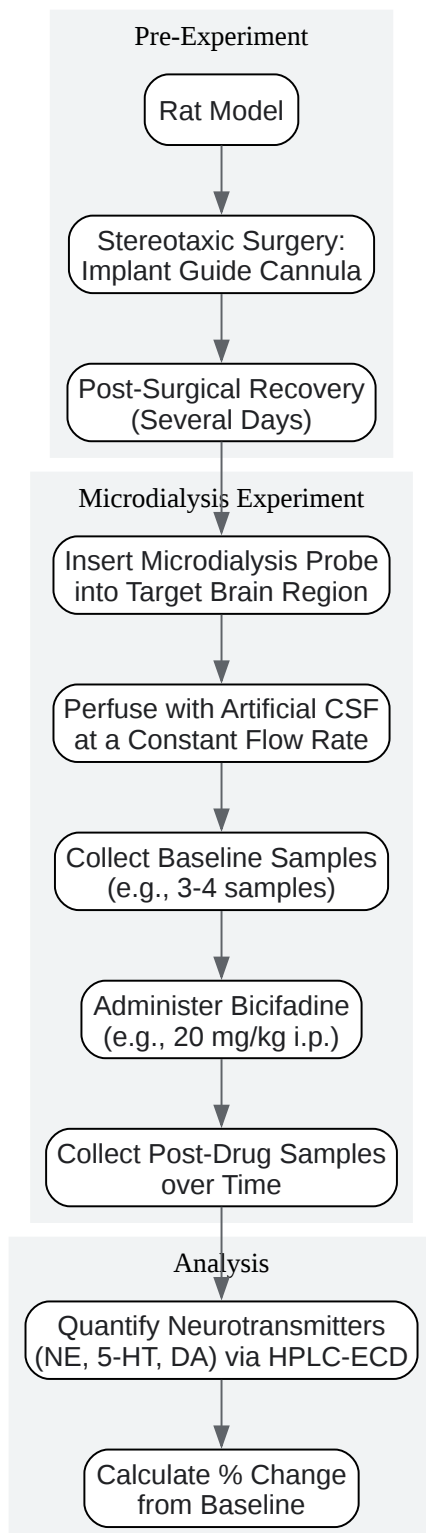 Pre-Experiment
Rat Model
Stereotaxic Surgery:
Implant Guide Cannula
Post-Surgical Recovery
(Several Days)
Microdialysis Experiment
Insert Microdialysis Probe
into Target Brain Region
Perfuse with Artificial CSF
at a Constant Flow Rate
Collect Baseline Samples
(e.g., 3-4 samples)
Administer Bicifadine
(e.g., 20 mg/kg i.p.)
Collect Post-Drug Samples
over Time
Analysis
Quantify Neurotransmitters
(NE, 5-HT, DA) via HPLC-ECD
Calculate % Change
from Baseline